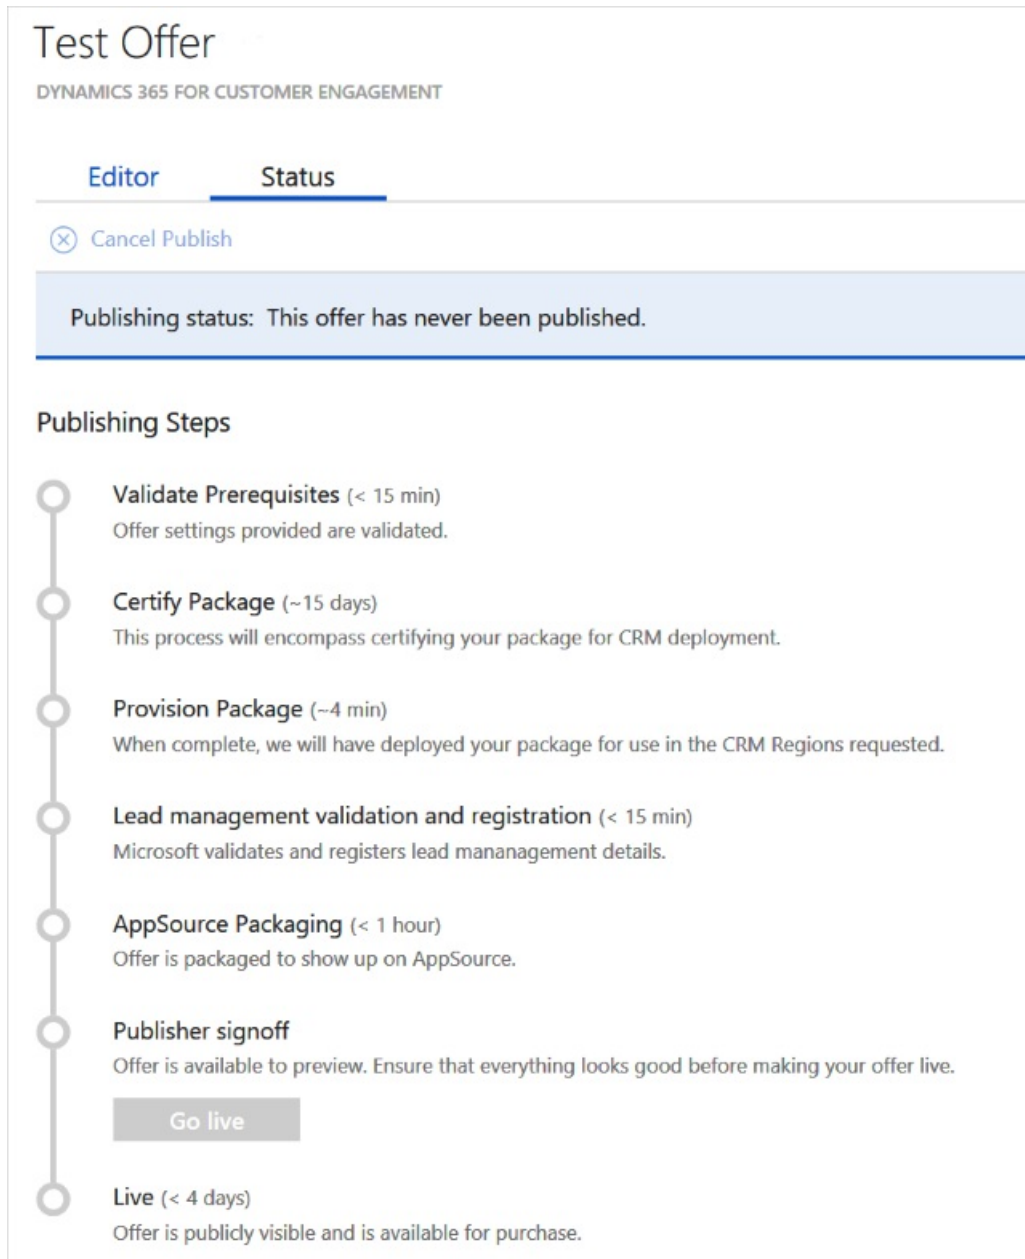 Test Offer
DYNAMICS 365 FOR CUSTOMER ENGAGEMENT
Editor Status
Cancel Publish
Publishing status: This offer has never been published.
Publishing Steps
Validate Prerequisites (< 15 min)
Offer settings provided are validated.
Certify Package (~15 days)
This process will encompass certifying your package for CRM deployment.
Provision Package (~4 min)
When complete, we will have deployed your package for use in the CRM Regions requested.
Lead management validation and registration (< 15 min)
Microsoft validates and registers lead mananagement details.
AppSource Packaging (< 1 hour)
Offer is packaged to show up on AppSource.
Publisher signoff
Offer is available to preview. Ensure that everything looks good before making your offer live.
Go live
Live (< 4 days)
Offer is publicly visible and is available for purchase.